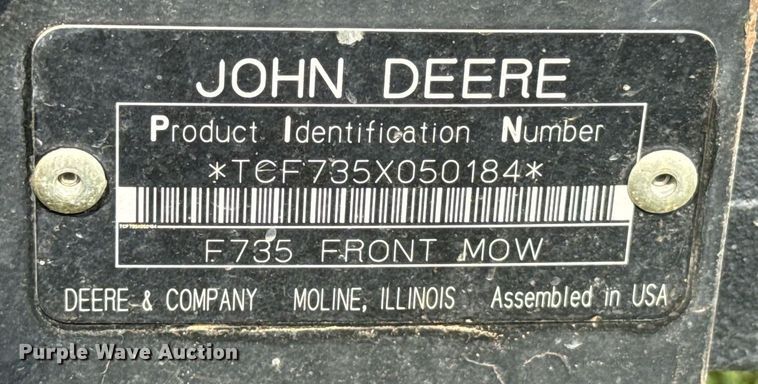 JOHN DEERE
Product Identification Number
*TCF735X050184*
F735 FRONT MOW
DEERE & COMPANY MOLINE, ILLINOIS Assembled in USA
Purple Wave Auction